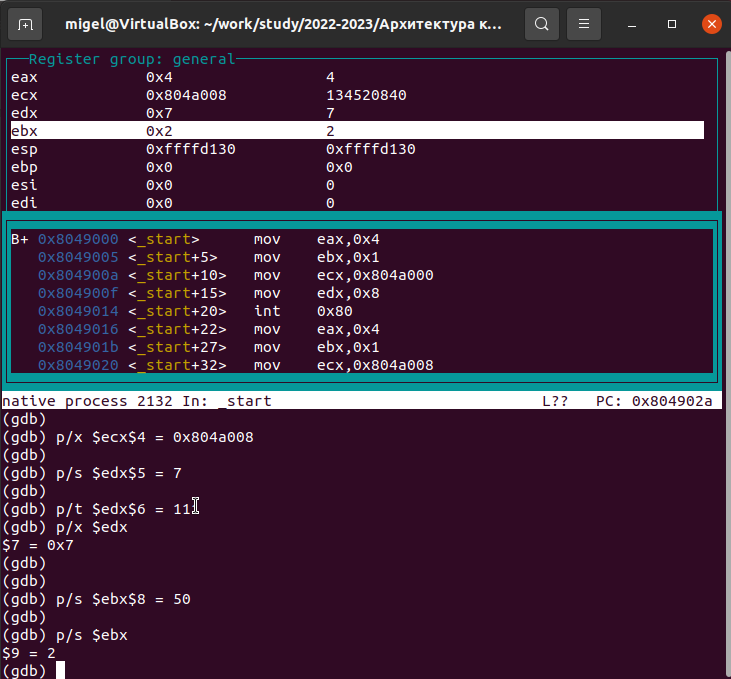 migel@VirtualBox: ~/work/study/2022-2023/Архитектура к...
Register group: general
eax 0x4 4
ecx 0x804a008 134520840
edx 0x7 7
ebx 0x2 2
esp 0xffffd130 0xffffd130
ebp 0x0 0x0
esi 0x0 0
edi 0x0 0
B+ 0x8049000 <_start> mov eax,0x4
0x8049005 <_start+5> mov ebx,0x1
0x804900a <_start+10> mov ecx,0x804a000
0x804900f <_start+15> mov edx,0x8
0x8049014 <_start+20> int 0x80
0x8049016 <_start+22> mov eax,0x4
0x804901b <_start+27> mov ebx,0x1
0x8049020 <_start+32> mov ecx,0x804a008
native process 2132 In: _start L?? PC: 0x804902a
(gdb)
(gdb) p/x $ecx$4 = 0x804a008
(gdb)
(gdb) p/s $edx$5 = 7
(gdb)
(gdb) p/t $edx$6 = 111
(gdb) p/x $edx
$7 = 0x7
(gdb)
(gdb)
(gdb) p/s $ebx$8 = 50
(gdb)
(gdb) p/s $ebx
$9 = 2
(gdb)